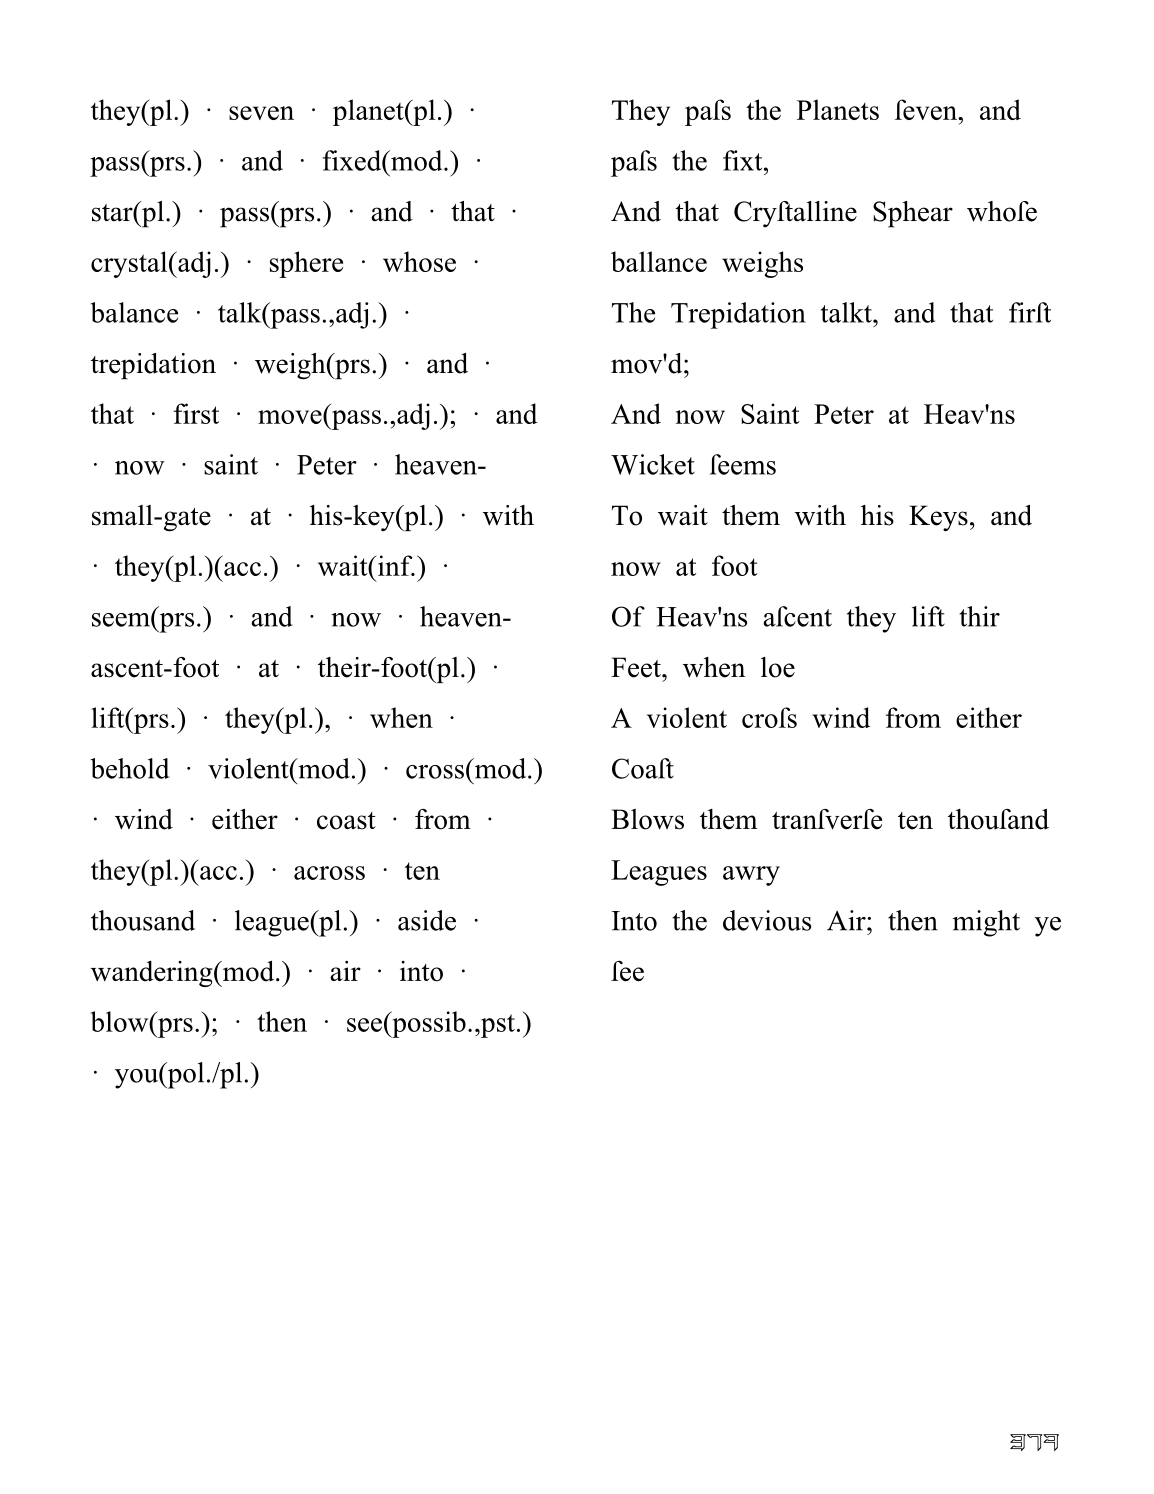 they(pl.) · seven · planet(pl.) ·
pass(prs.) · and · fixed(mod.) ·
star(pl.) · pass(prs.) · and · that ·
crystal(adj.) · sphere · whose ·
balance · talk(pass.,adj.) ·
trepidation · weigh(prs.) · and ·
that · first · move(pass.,adj.); · and
· now · saint · Peter · heaven-
small-gate · at · his-key(pl.) · with
· they(pl.)(acc.) · wait(inf.) ·
seem(prs.) · and · now · heaven-
ascent-foot · at · their-foot(pl.) ·
lift(prs.) · they(pl.), · when ·
behold · violent(mod.) · cross(mod.)
· wind · either · coast · from ·
they(pl.)(acc.) · across · ten
thousand · league(pl.) · aside ·
wandering(mod.) · air · into ·
blow(prs.); · then · see(possib.,pst.)
· you(pol./pl.)
They paſs the Planets ſeven, and
paſs the fixt,
And that Cryſtalline Sphear whoſe
ballance weighs
The Trepidation talkt, and that firſt
mov'd;
And now Saint Peter at Heav'ns
Wicket ſeems
To wait them with his Keys, and
now at foot
Of Heav'ns aſcent they lift thir
Feet, when loe
A violent croſs wind from either
Coaſt
Blows them tranſverſe ten thouſand
Leagues awry
Into the devious Air; then might ye
ſee